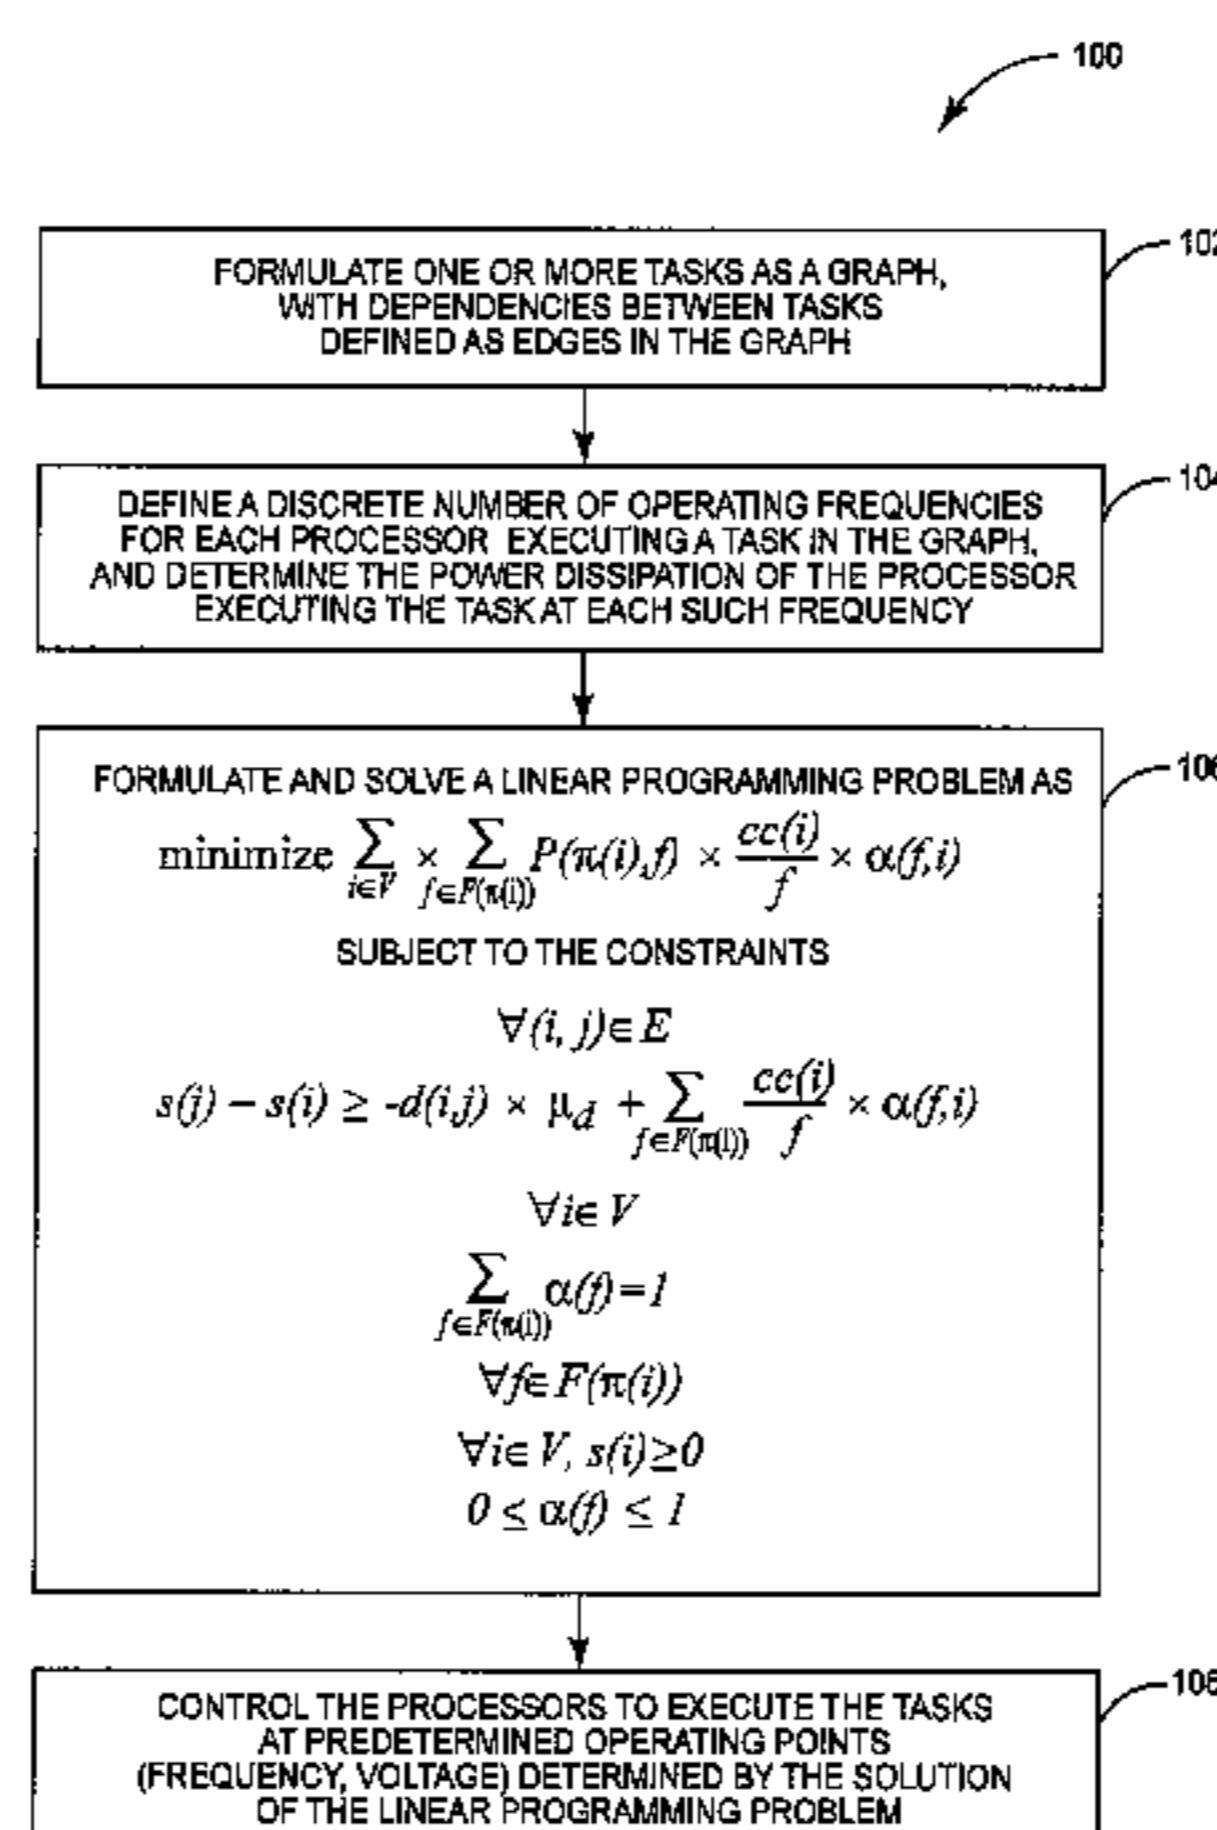 100
FORMULATE ONE OR MORE TASKS AS A GRAPH,
WITH DEPENDENCIES BETWEEN TASKS
DEFINED AS EDGES IN THE GRAPH
102
DEFINE A DISCRETE NUMBER OF OPERATING FREQUENCIES
FOR EACH PROCESSOR EXECUTING A TASK IN THE GRAPH,
AND DETERMINE THE POWER DISSIPATION OF THE PROCESSOR
EXECUTING THE TASK AT EACH SUCH FREQUENCY
104
FORMULATE AND SOLVE A LINEAR PROGRAMMING PROBLEM AS
106
minimize ∑_{i∈V} × ∑_{f∈F(π(i))} P(π(i),f) × cc(i)/f × α(f,i)
SUBJECT TO THE CONSTRAINTS
∀(i, j)∈E
s(j) – s(i) ≥ -d(i,j) × μ_d + ∑_{f∈F(π(i))} cc(i)/f × α(f,i)
∀i∈V
∑_{f∈F(π(i))} α(f)=1
∀f∈F(π(i))
∀i∈V, s(i)≥0
0 ≤ α(f) ≤ 1
CONTROL THE PROCESSORS TO EXECUTE THE TASKS
AT PREDETERMINED OPERATING POINTS
(FREQUENCY, VOLTAGE) DETERMINED BY THE SOLUTION
OF THE LINEAR PROGRAMMING PROBLEM
108